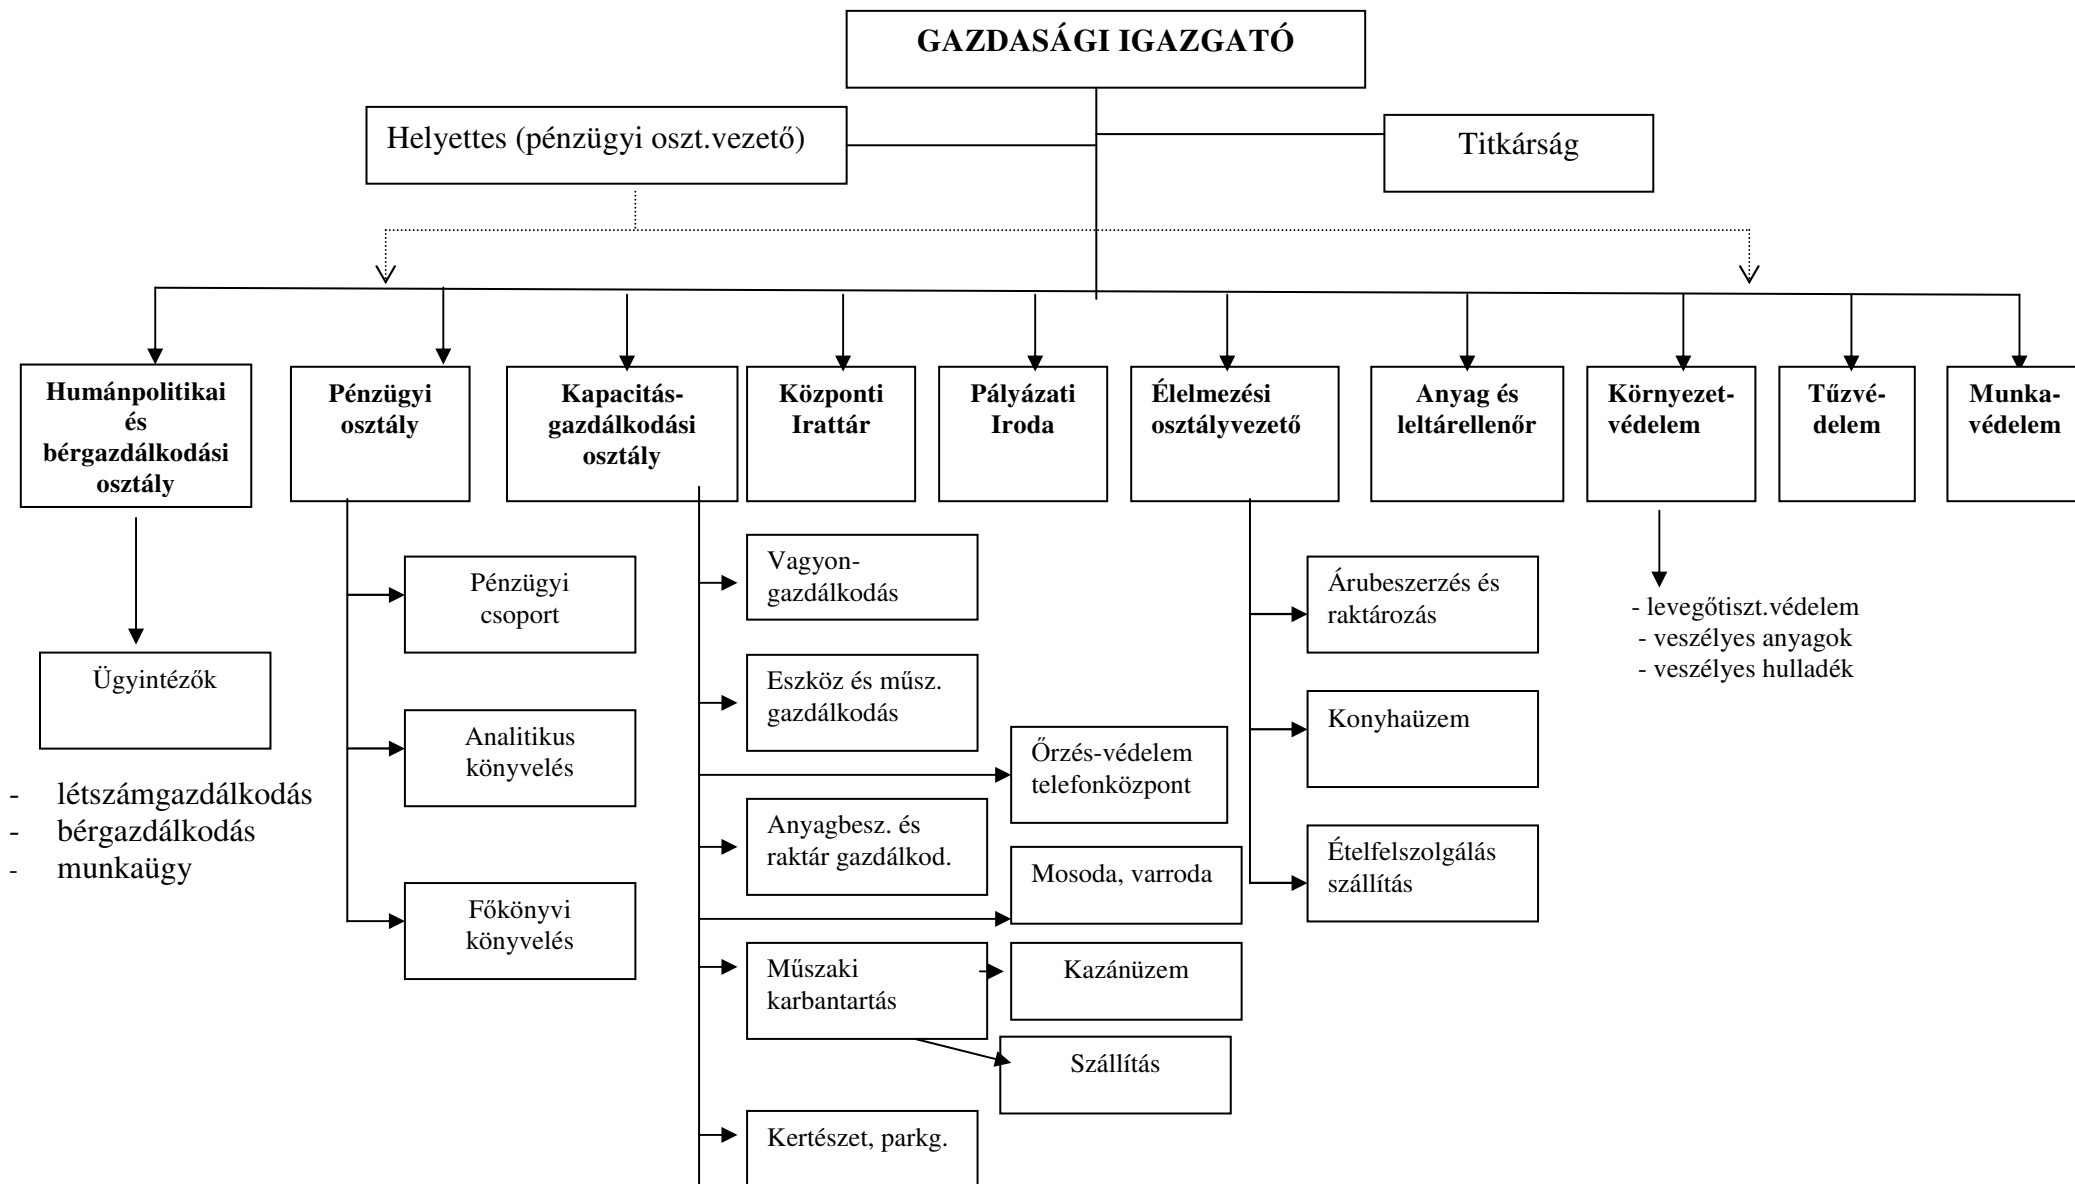 GAZDASÁGI IGAZGATÓ
Helyettes (pénzügyi oszt.vezető)
Titkárság
Humánpolitikai
és
bérgazdálkodási
osztály
Pénzügyi
osztály
Kapacitás-
gazdálkodási
osztály
Központi
Irattár
Pályázati
Iroda
Élelmezési
osztályvezető
Anyag és
leltárellenőr
Környezet-
védelem
Tűzvé-
delem
Munka-
védelem
Ügyintézők
- létszámgazdálkodás
- bérgazdálkodás
- munkaügy
Pénzügyi
csoport
Analitikus
könyvelés
Főkönyvi
könyvelés
Vagyon-
gazdálkodás
Eszköz és műsz.
gazdálkodás
Őrzés-védelem
telefonközpont
Anyagbesz. és
raktár gazdálkod.
Mosoda, varroda
Műszaki
karbantartás
Kazánüzem
Szállítás
Kertészet, parkg.
Árubeszerzés és
raktározás
Konyhaüzem
Ételfelszolgálás
szállítás
- levegőtiszt.védelem
- veszélyes anyagok
- veszélyes hulladék